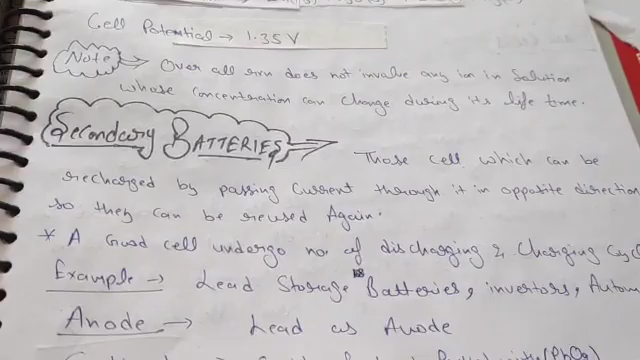 Cell Potential → 1.35 V
Note ⇒ Over all rxn does not involve any ion in Solution
whose concentration can change during its life time.
Secondary BATTERIES ⇒ Those cell which can be
recharged by passing current through it in opposite direction
so they can be reused Again.
* A Good cell undergo no. of discharging & charging cycl
Example → Lead Storage Batteries, invertors, Autom
Anode → Lead as Anode